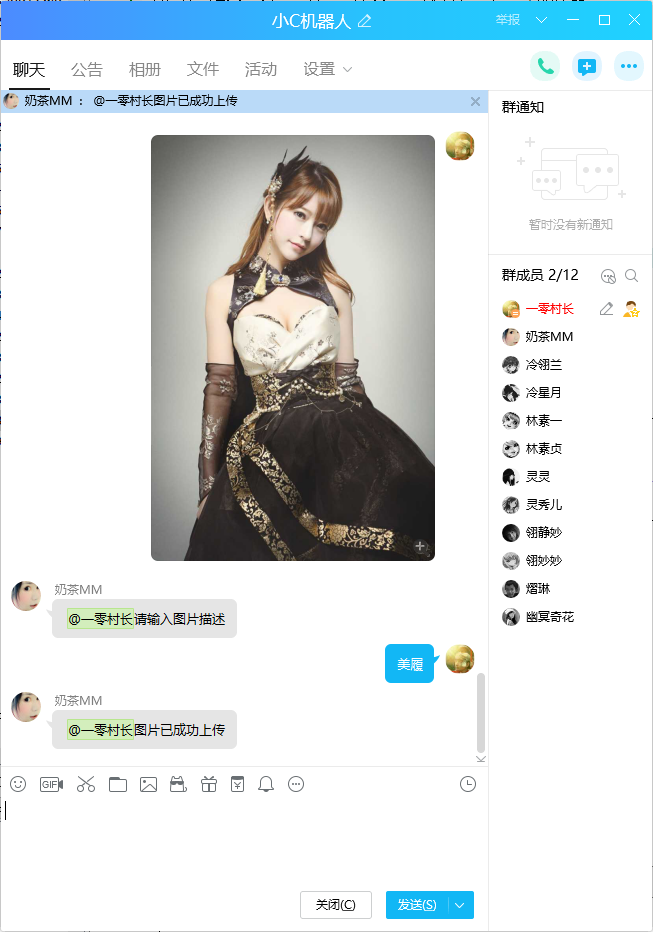 小C机器人
举报
聊天 公告 相册 文件 活动 设置
奶茶MM： @一零村长图片已成功上传
奶茶MM
@一零村长请输入图片描述
美履
奶茶MM
@一零村长图片已成功上传
GIF
关闭(C) 发送(S)
群通知
暂时没有新通知
群成员 2/12
一零村长
奶茶MM
冷翎兰
冷星月
林素一
林素贞
灵灵
灵秀儿
翎静妙
翎妙妙
熠琳
幽冥奇花